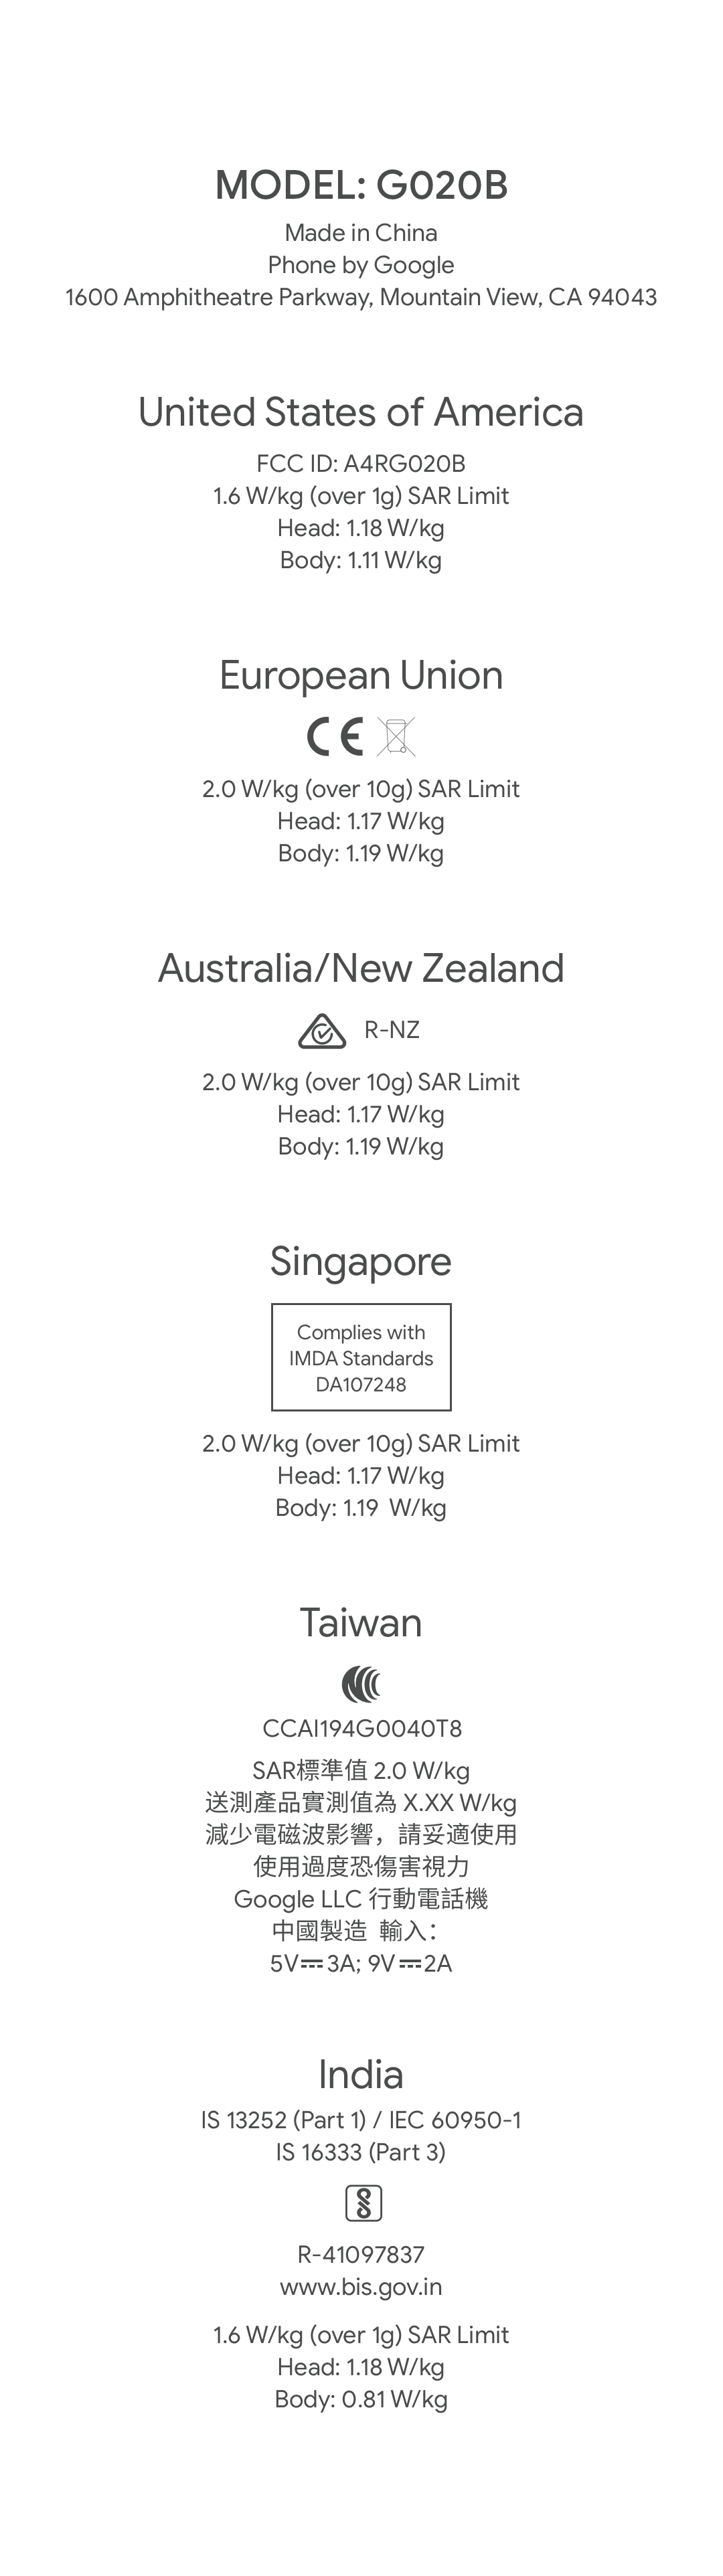 MODEL: G020B
Made in China
Phone by Google
1600 Amphitheatre Parkway, Mountain View, CA 94043
United States of America
FCC ID: A4RG020B
1.6 W/kg (over 1g) SAR Limit
Head: 1.18 W/kg
Body: 1.11 W/kg
European Union
CE
2.0 W/kg (over 10g) SAR Limit
Head: 1.17 W/kg
Body: 1.19 W/kg
Australia/New Zealand
R-NZ
2.0 W/kg (over 10g) SAR Limit
Head: 1.17 W/kg
Body: 1.19 W/kg
Singapore
Complies with
IMDA Standards
DA107248
2.0 W/kg (over 10g) SAR Limit
Head: 1.17 W/kg
Body: 1.19 W/kg
Taiwan
CCAI194G0040T8
SAR標準值 2.0 W/kg
送測產品實測值為 X.XX W/kg
減少電磁波影響，請妥適使用
使用過度恐傷害視力
Google LLC 行動電話機
中國製造 輸入：
5V⎓3A; 9V⎓2A
India
IS 13252 (Part 1) / IEC 60950-1
IS 16333 (Part 3)
R-41097837
www.bis.gov.in
1.6 W/kg (over 1g) SAR Limit
Head: 1.18 W/kg
Body: 0.81 W/kg